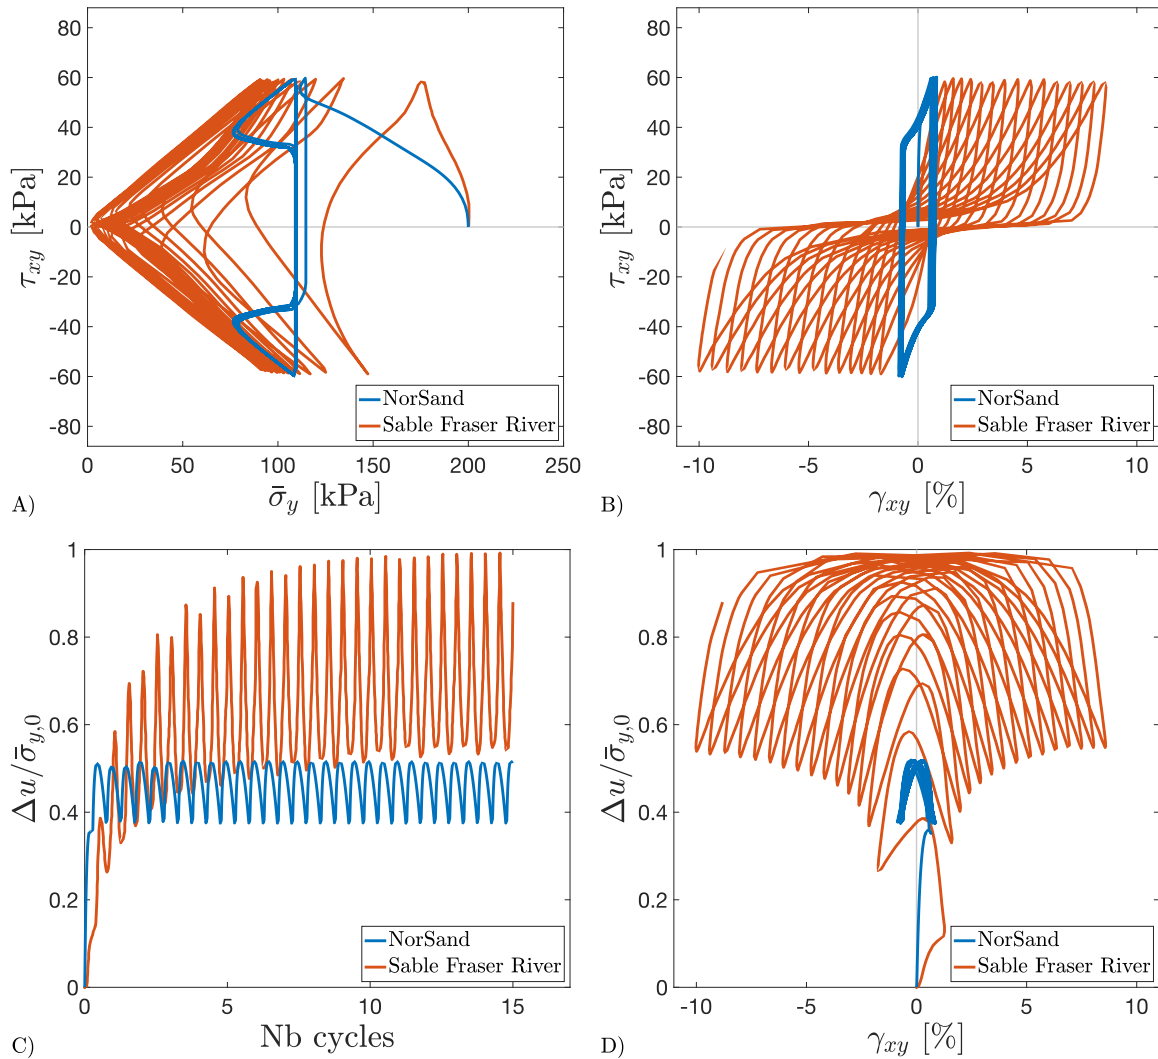 80
60
40
20
0
-20
-40
-60
-80
τxy [kPa]
0 50 100 150 200 250
σ̄y [kPa]
NorSand
Sable Fraser River
A)
80
60
40
20
0
-20
-40
-60
-80
τxy [kPa]
-10 -5 0 5 10
γxy [%]
NorSand
Sable Fraser River
B)
1
0.8
0.6
0.4
0.2
0
Δu/σ̄y,0
0 5 10 15
Nb cycles
NorSand
Sable Fraser River
C)
1
0.8
0.6
0.4
0.2
0
Δu/σ̄y,0
-10 -5 0 5 10
γxy [%]
NorSand
Sable Fraser River
D)